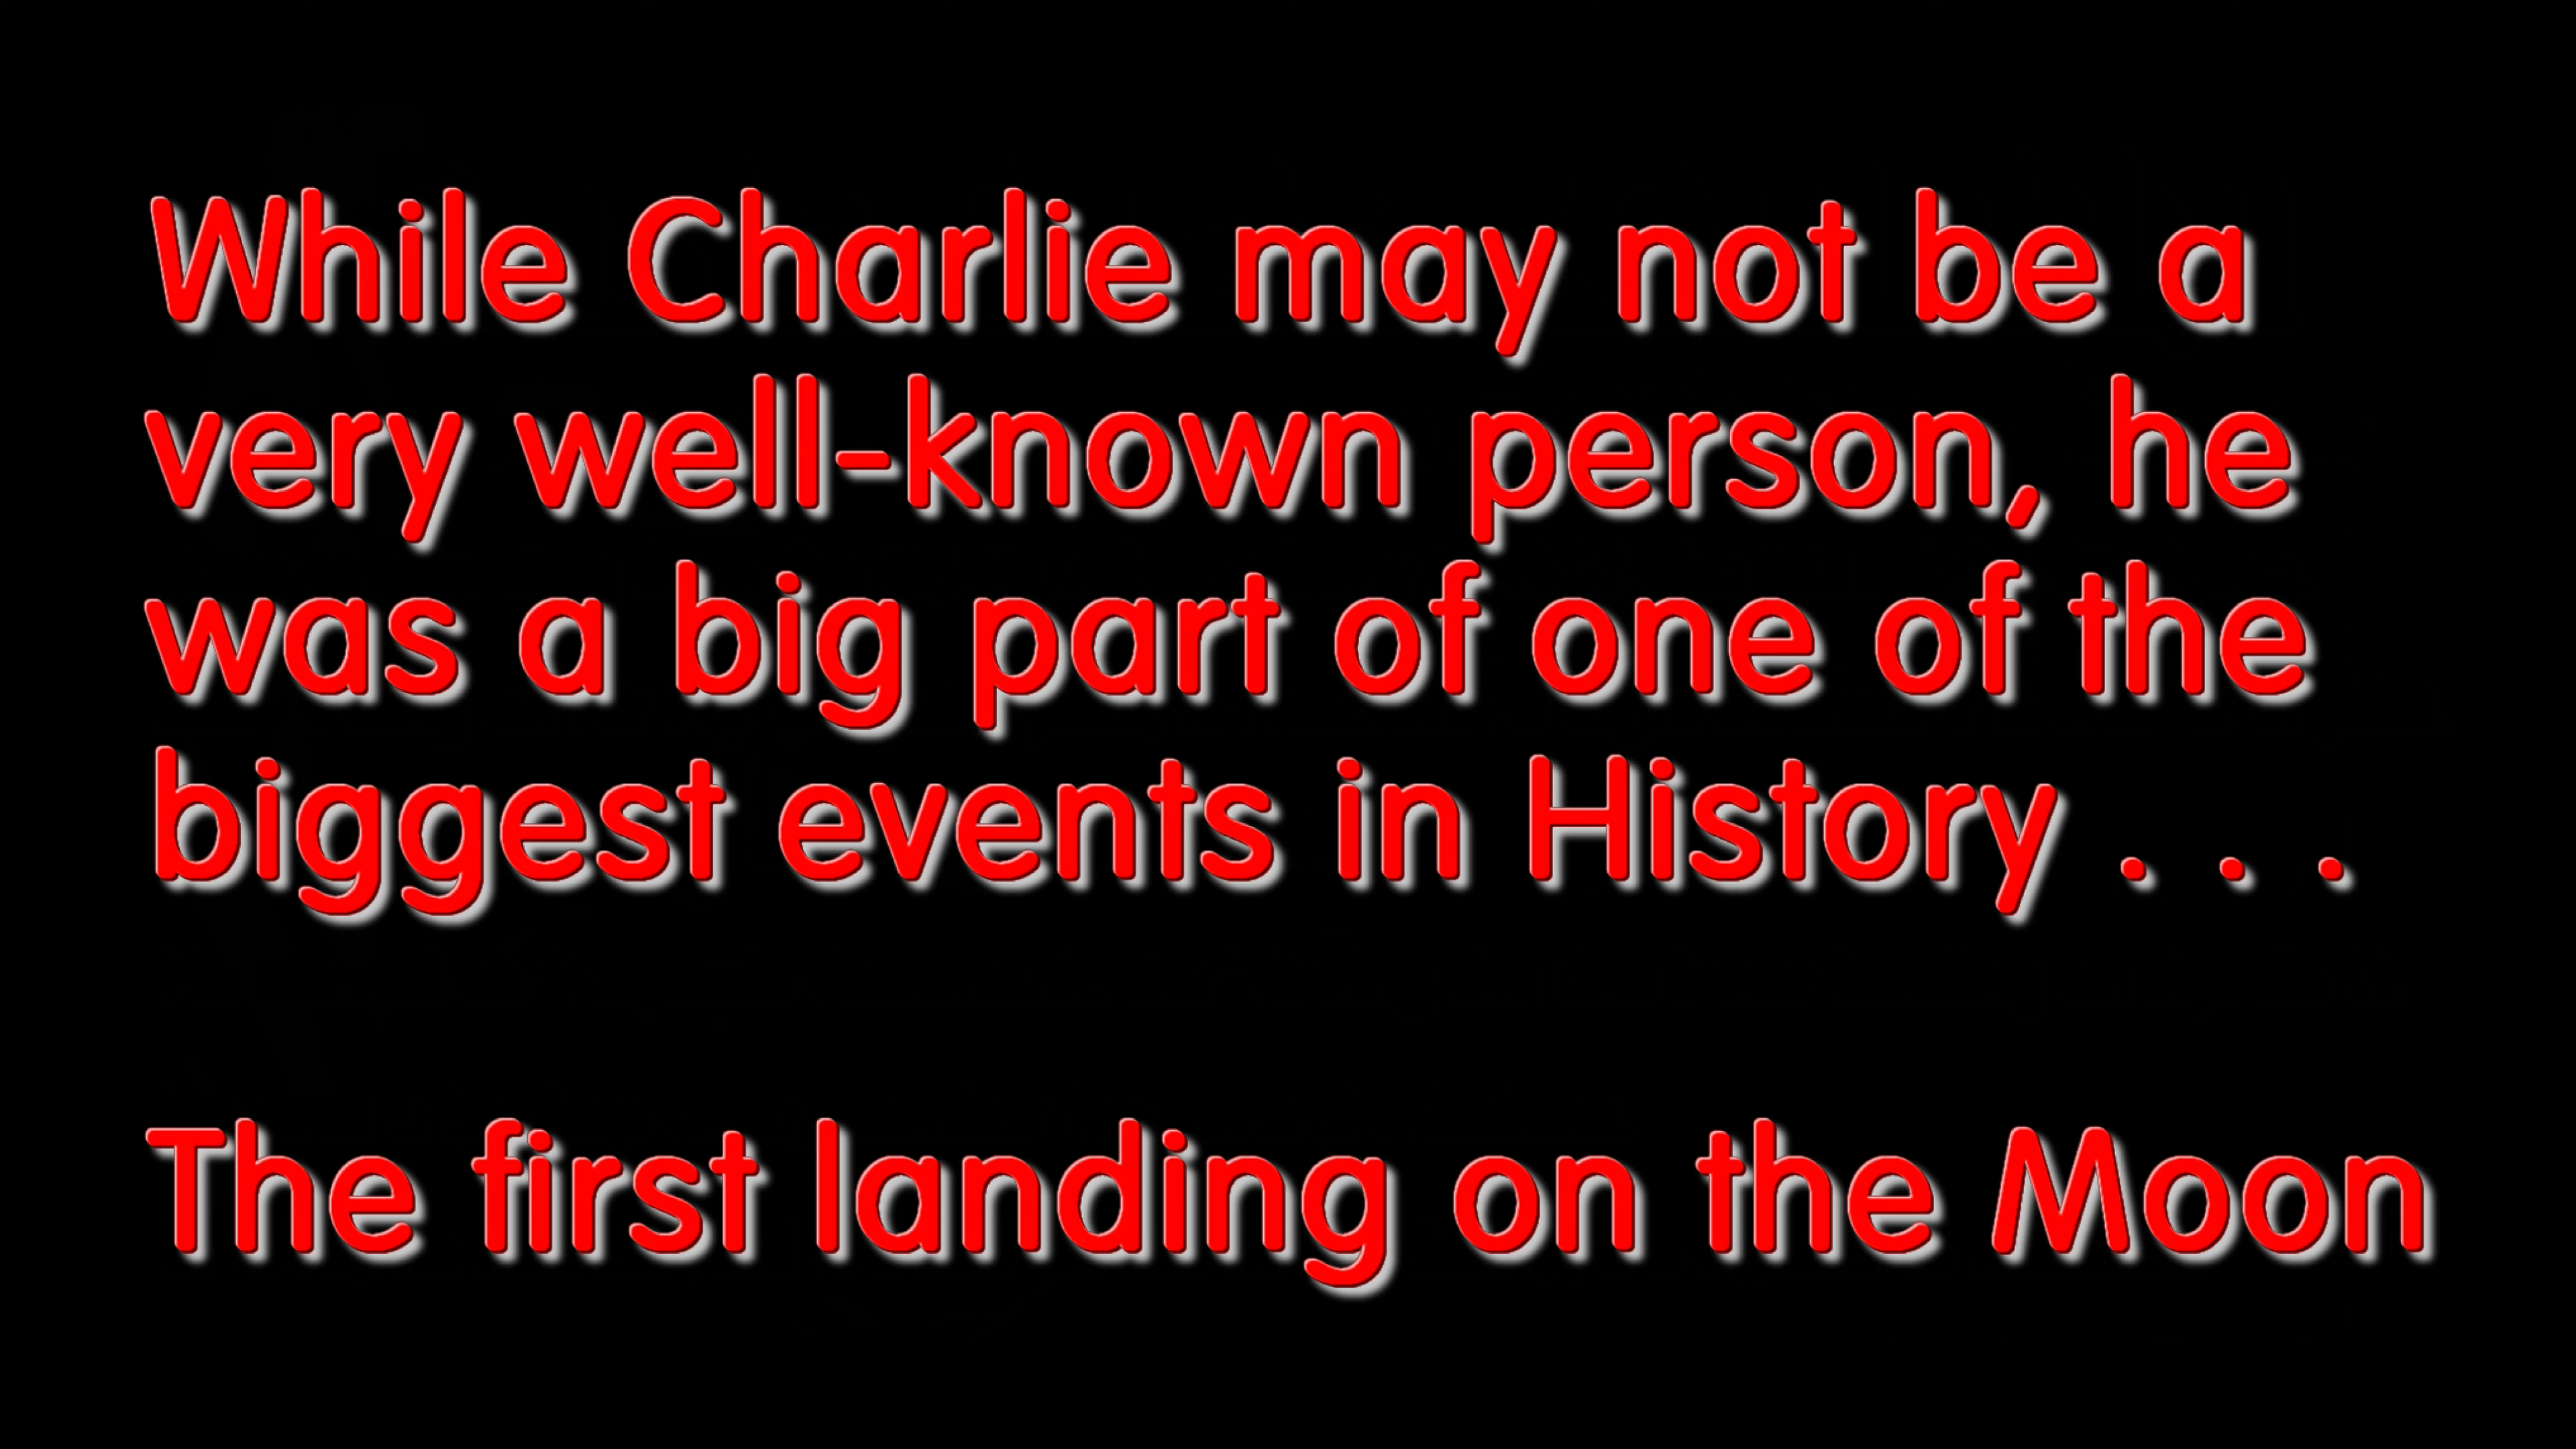 While Charlie may not be a
very well-known person, he
was a big part of one of the
biggest events in History . . .
The first landing on the Moon